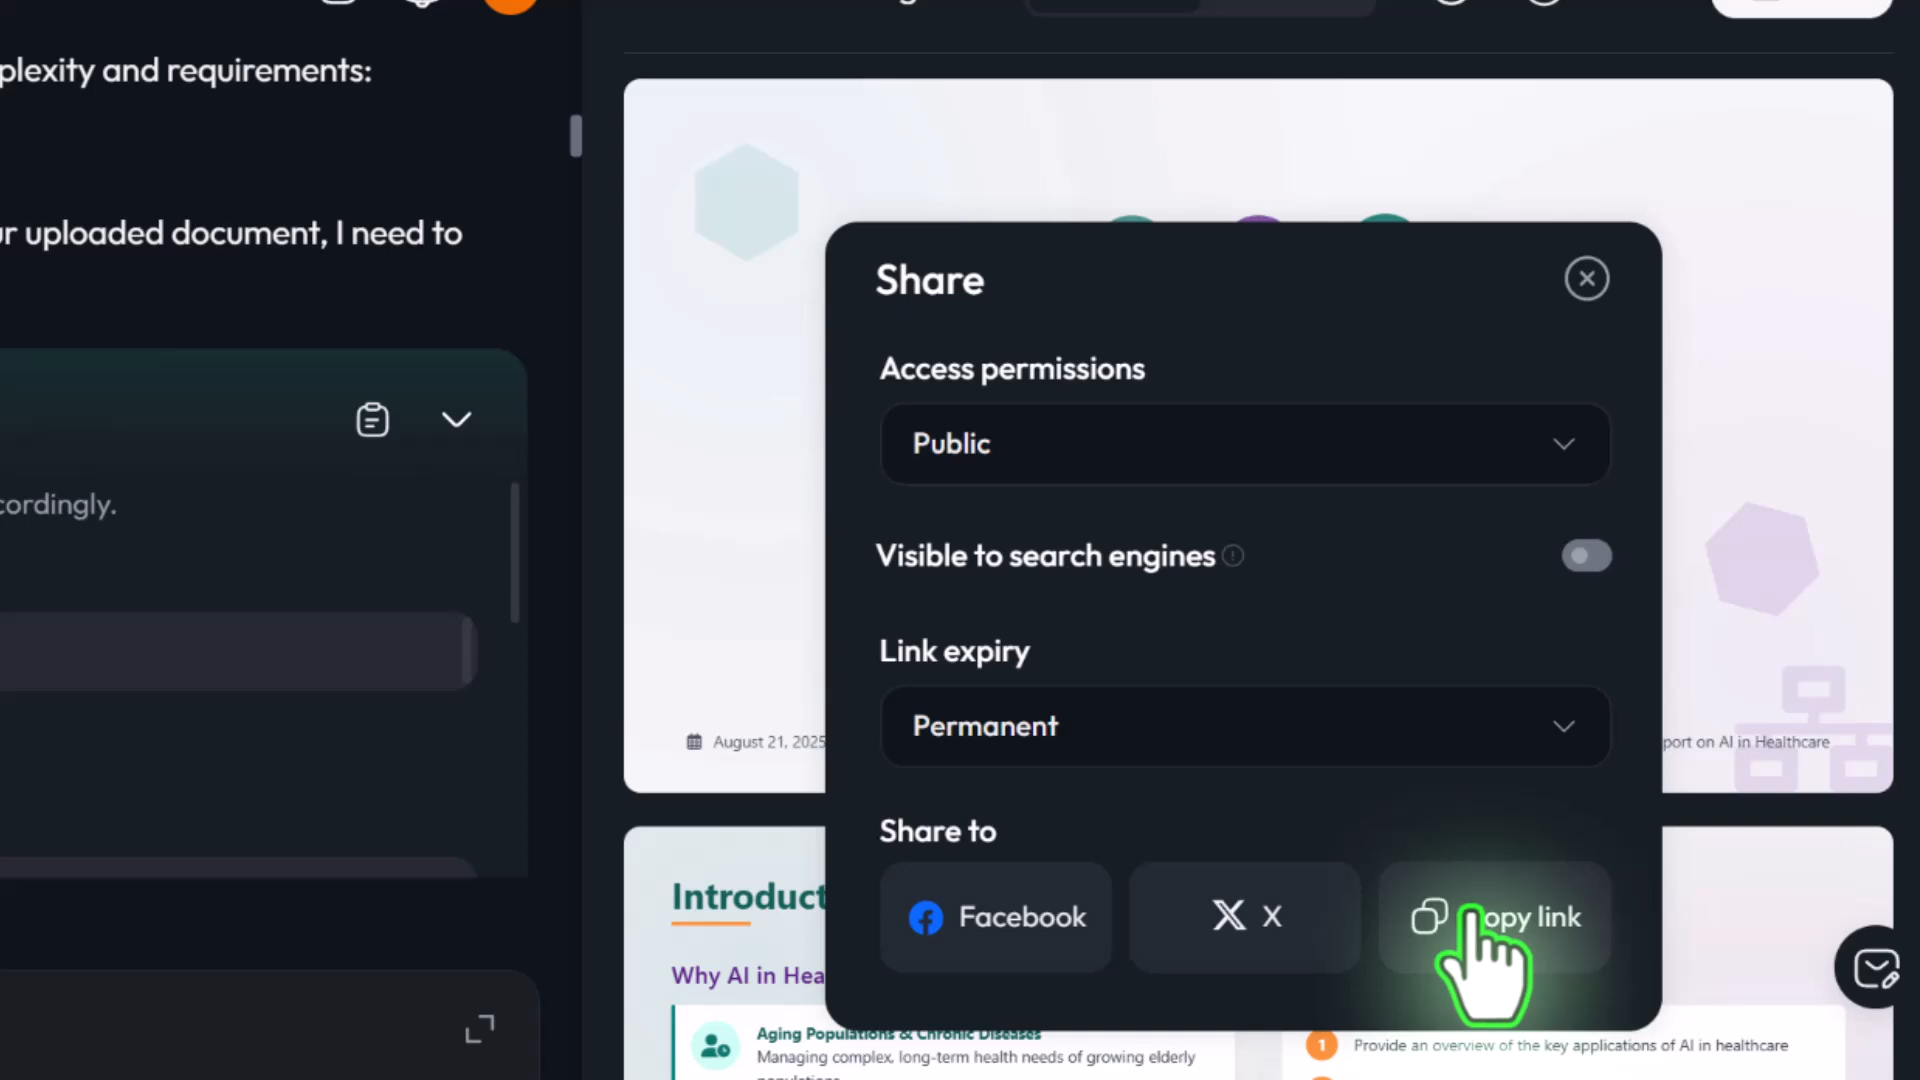 plexity and requirements:
ur uploaded document, I need to
cordingly.
Share
Access permissions
Public
Visible to search engines
Link expiry
Permanent
August 21, 2025
port on AI in Healthcare
Share to
Facebook
X
opy link
Introduct
Why AI in Hea
Aging Populations & Chronic Diseases
Managing complex, long-term health needs of growing elderly
populations
1 Provide an overview of the key applications of AI in healthcare